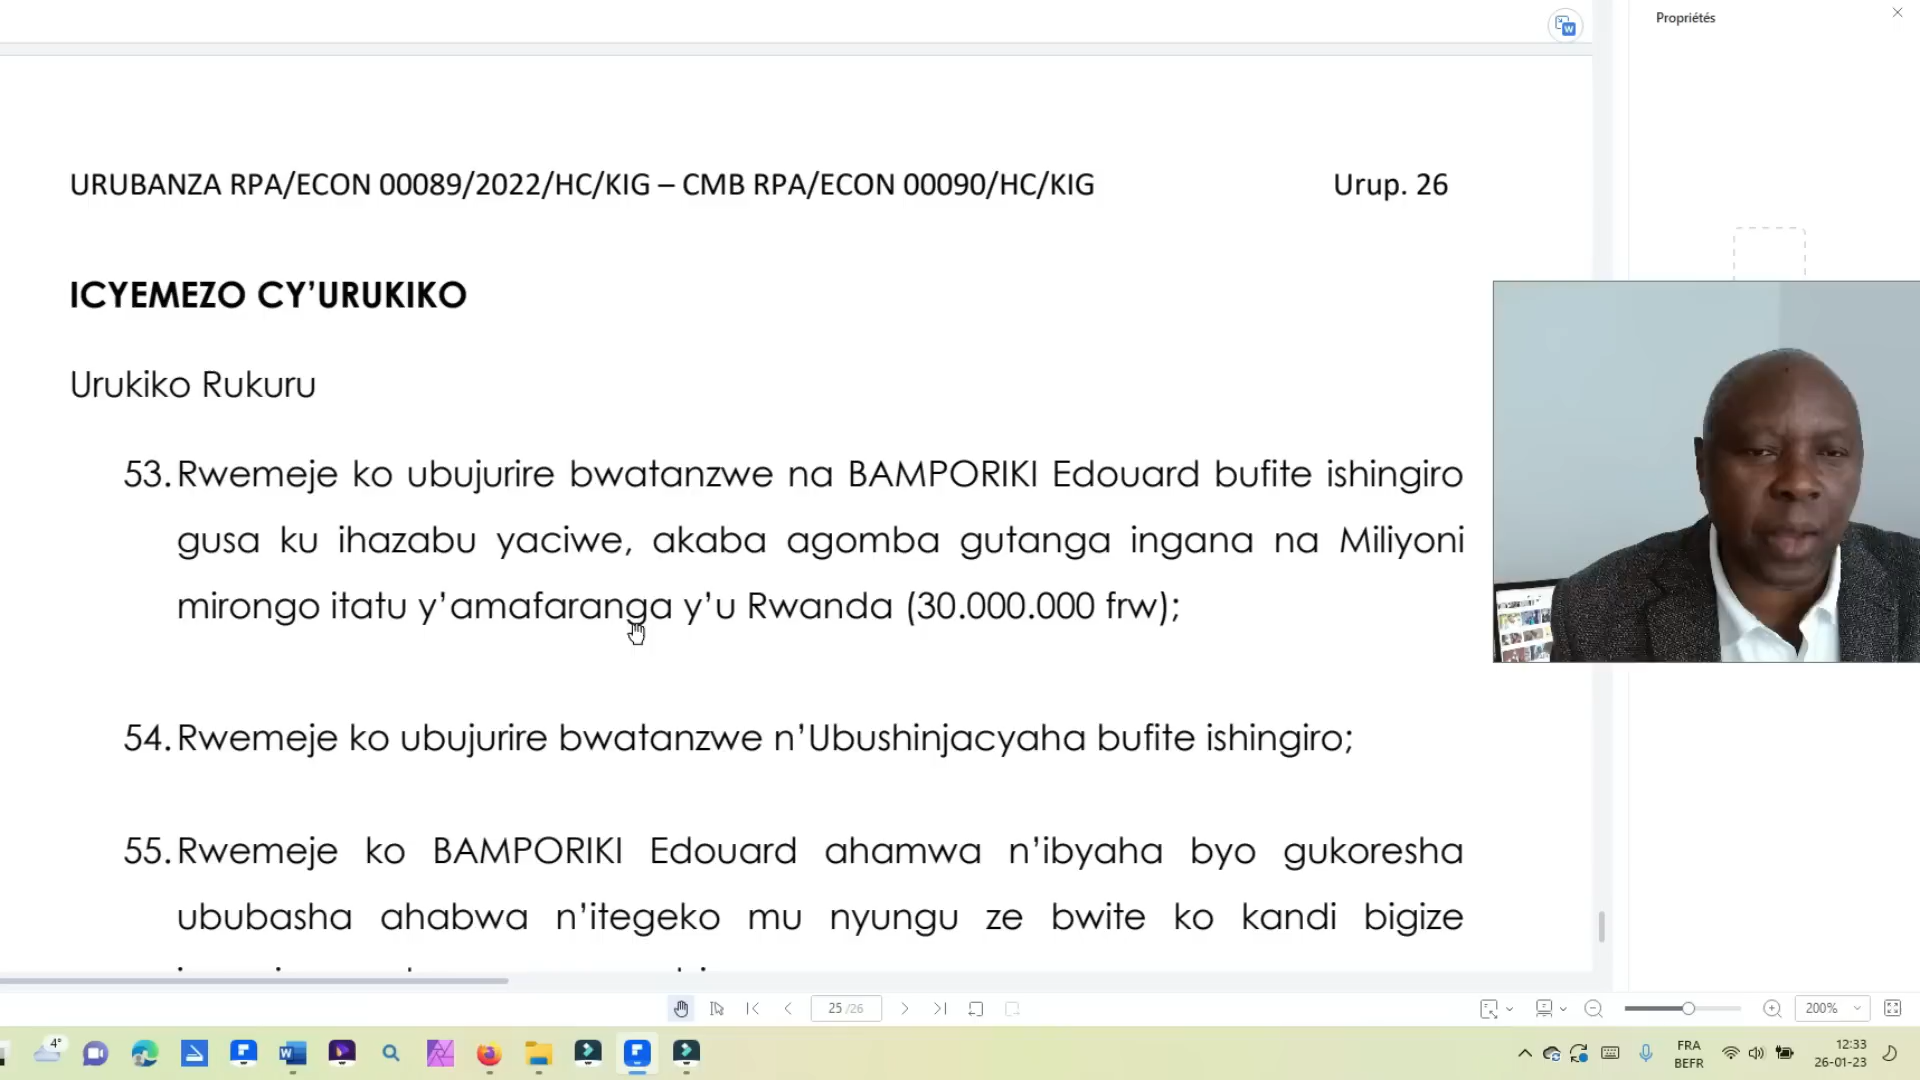 Propriétés
URUBANZA RPA/ECON 00089/2022/HC/KIG – CMB RPA/ECON 00090/HC/KIG Urup. 26
ICYEMEZO CY’URUKIKO
Urukiko Rukuru
53. Rwemeje ko ubujurire bwatanzwe na BAMPORIKI Edouard bufite ishingiro
gusa ku ihazabu yaciwe, akaba agomba gutanga ingana na Miliyoni
mirongo itatu y’amafaranga y’u Rwanda (30.000.000 frw);
54. Rwemeje ko ubujurire bwatanzwe n’Ubushinjacyaha bufite ishingiro;
55. Rwemeje ko BAMPORIKI Edouard ahamwa n’ibyaha byo gukoresha
ububasha ahabwa n’itegeko mu nyungu ze bwite ko kandi bigize
25 /26
200%
4°
FRA
BEFR
12:33
26-01-23